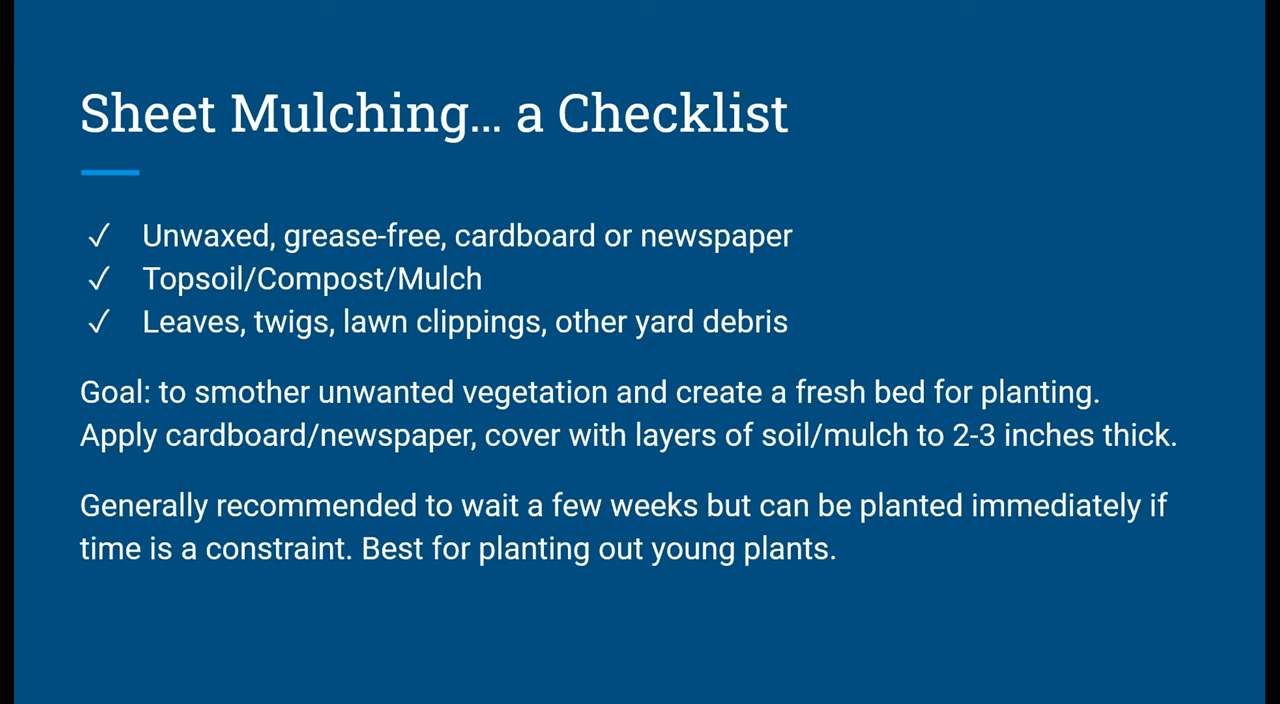 Sheet Mulching... a Checklist
✓ Unwaxed, grease-free, cardboard or newspaper
✓ Topsoil/Compost/Mulch
✓ Leaves, twigs, lawn clippings, other yard debris
Goal: to smother unwanted vegetation and create a fresh bed for planting.
Apply cardboard/newspaper, cover with layers of soil/mulch to 2-3 inches thick.
Generally recommended to wait a few weeks but can be planted immediately if
time is a constraint. Best for planting out young plants.